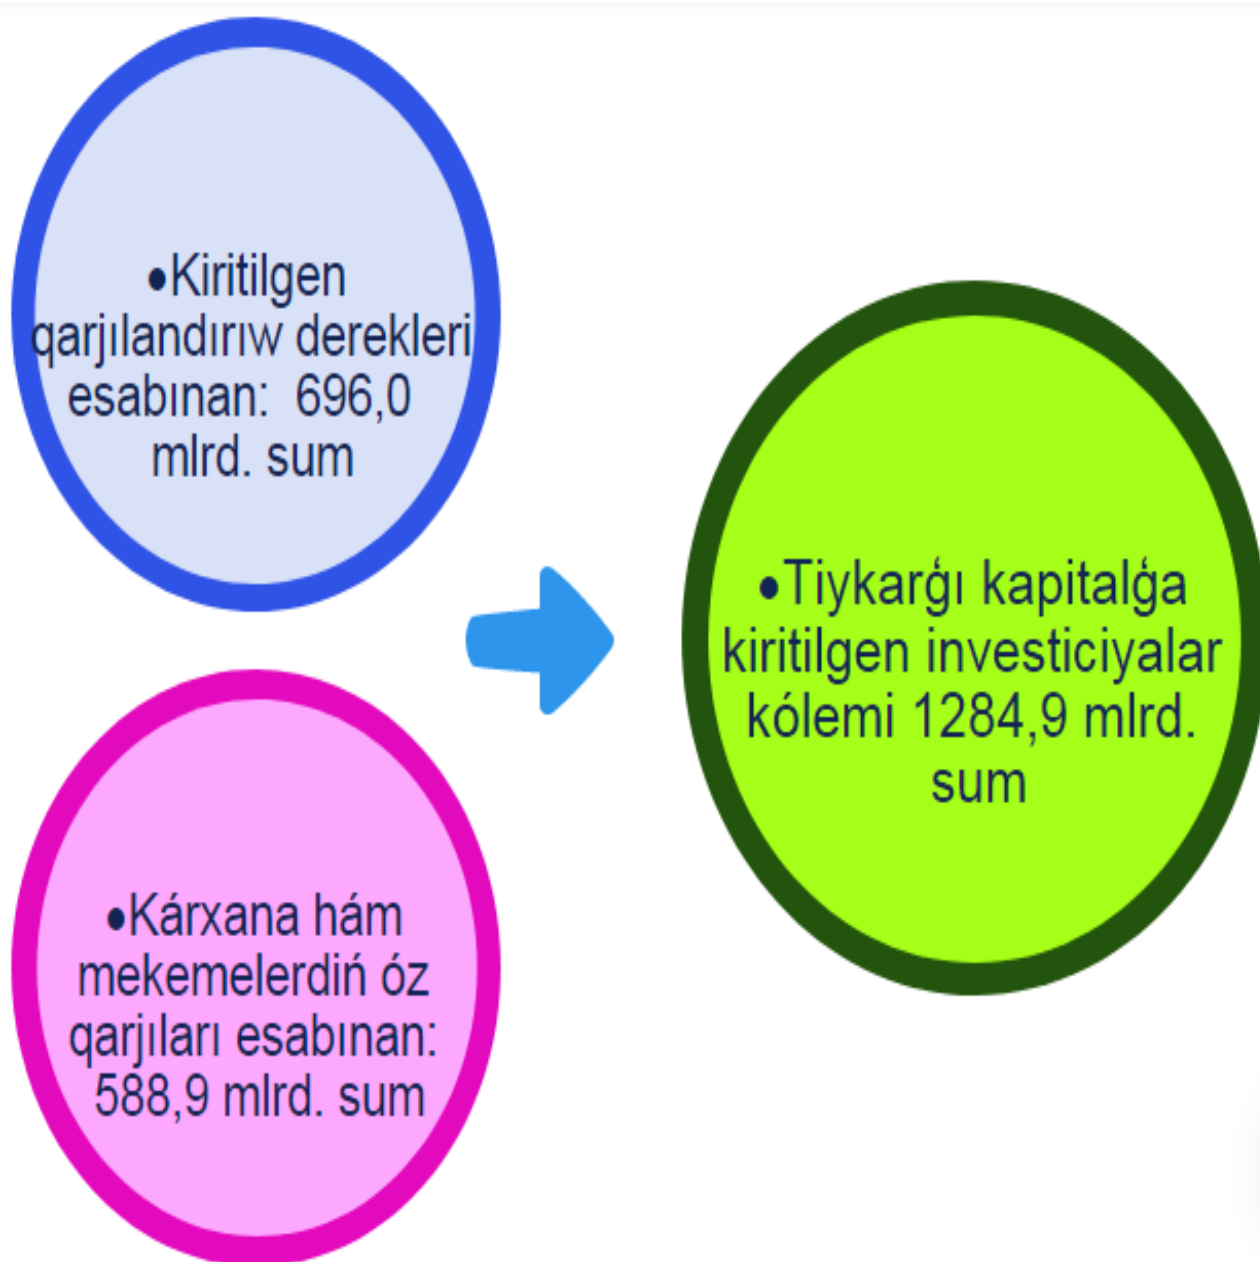 •Kiritilgen
qarjılandırıw derekleri
esabınan: 696,0
mlrd. sum
•Kárxana hám
mekemelerdiń óz
qarjıları esabınan:
588,9 mlrd. sum
•Tiykarǵı kapitalǵa
kiritilgen investiciyalar
kólemi 1284,9 mlrd.
sum